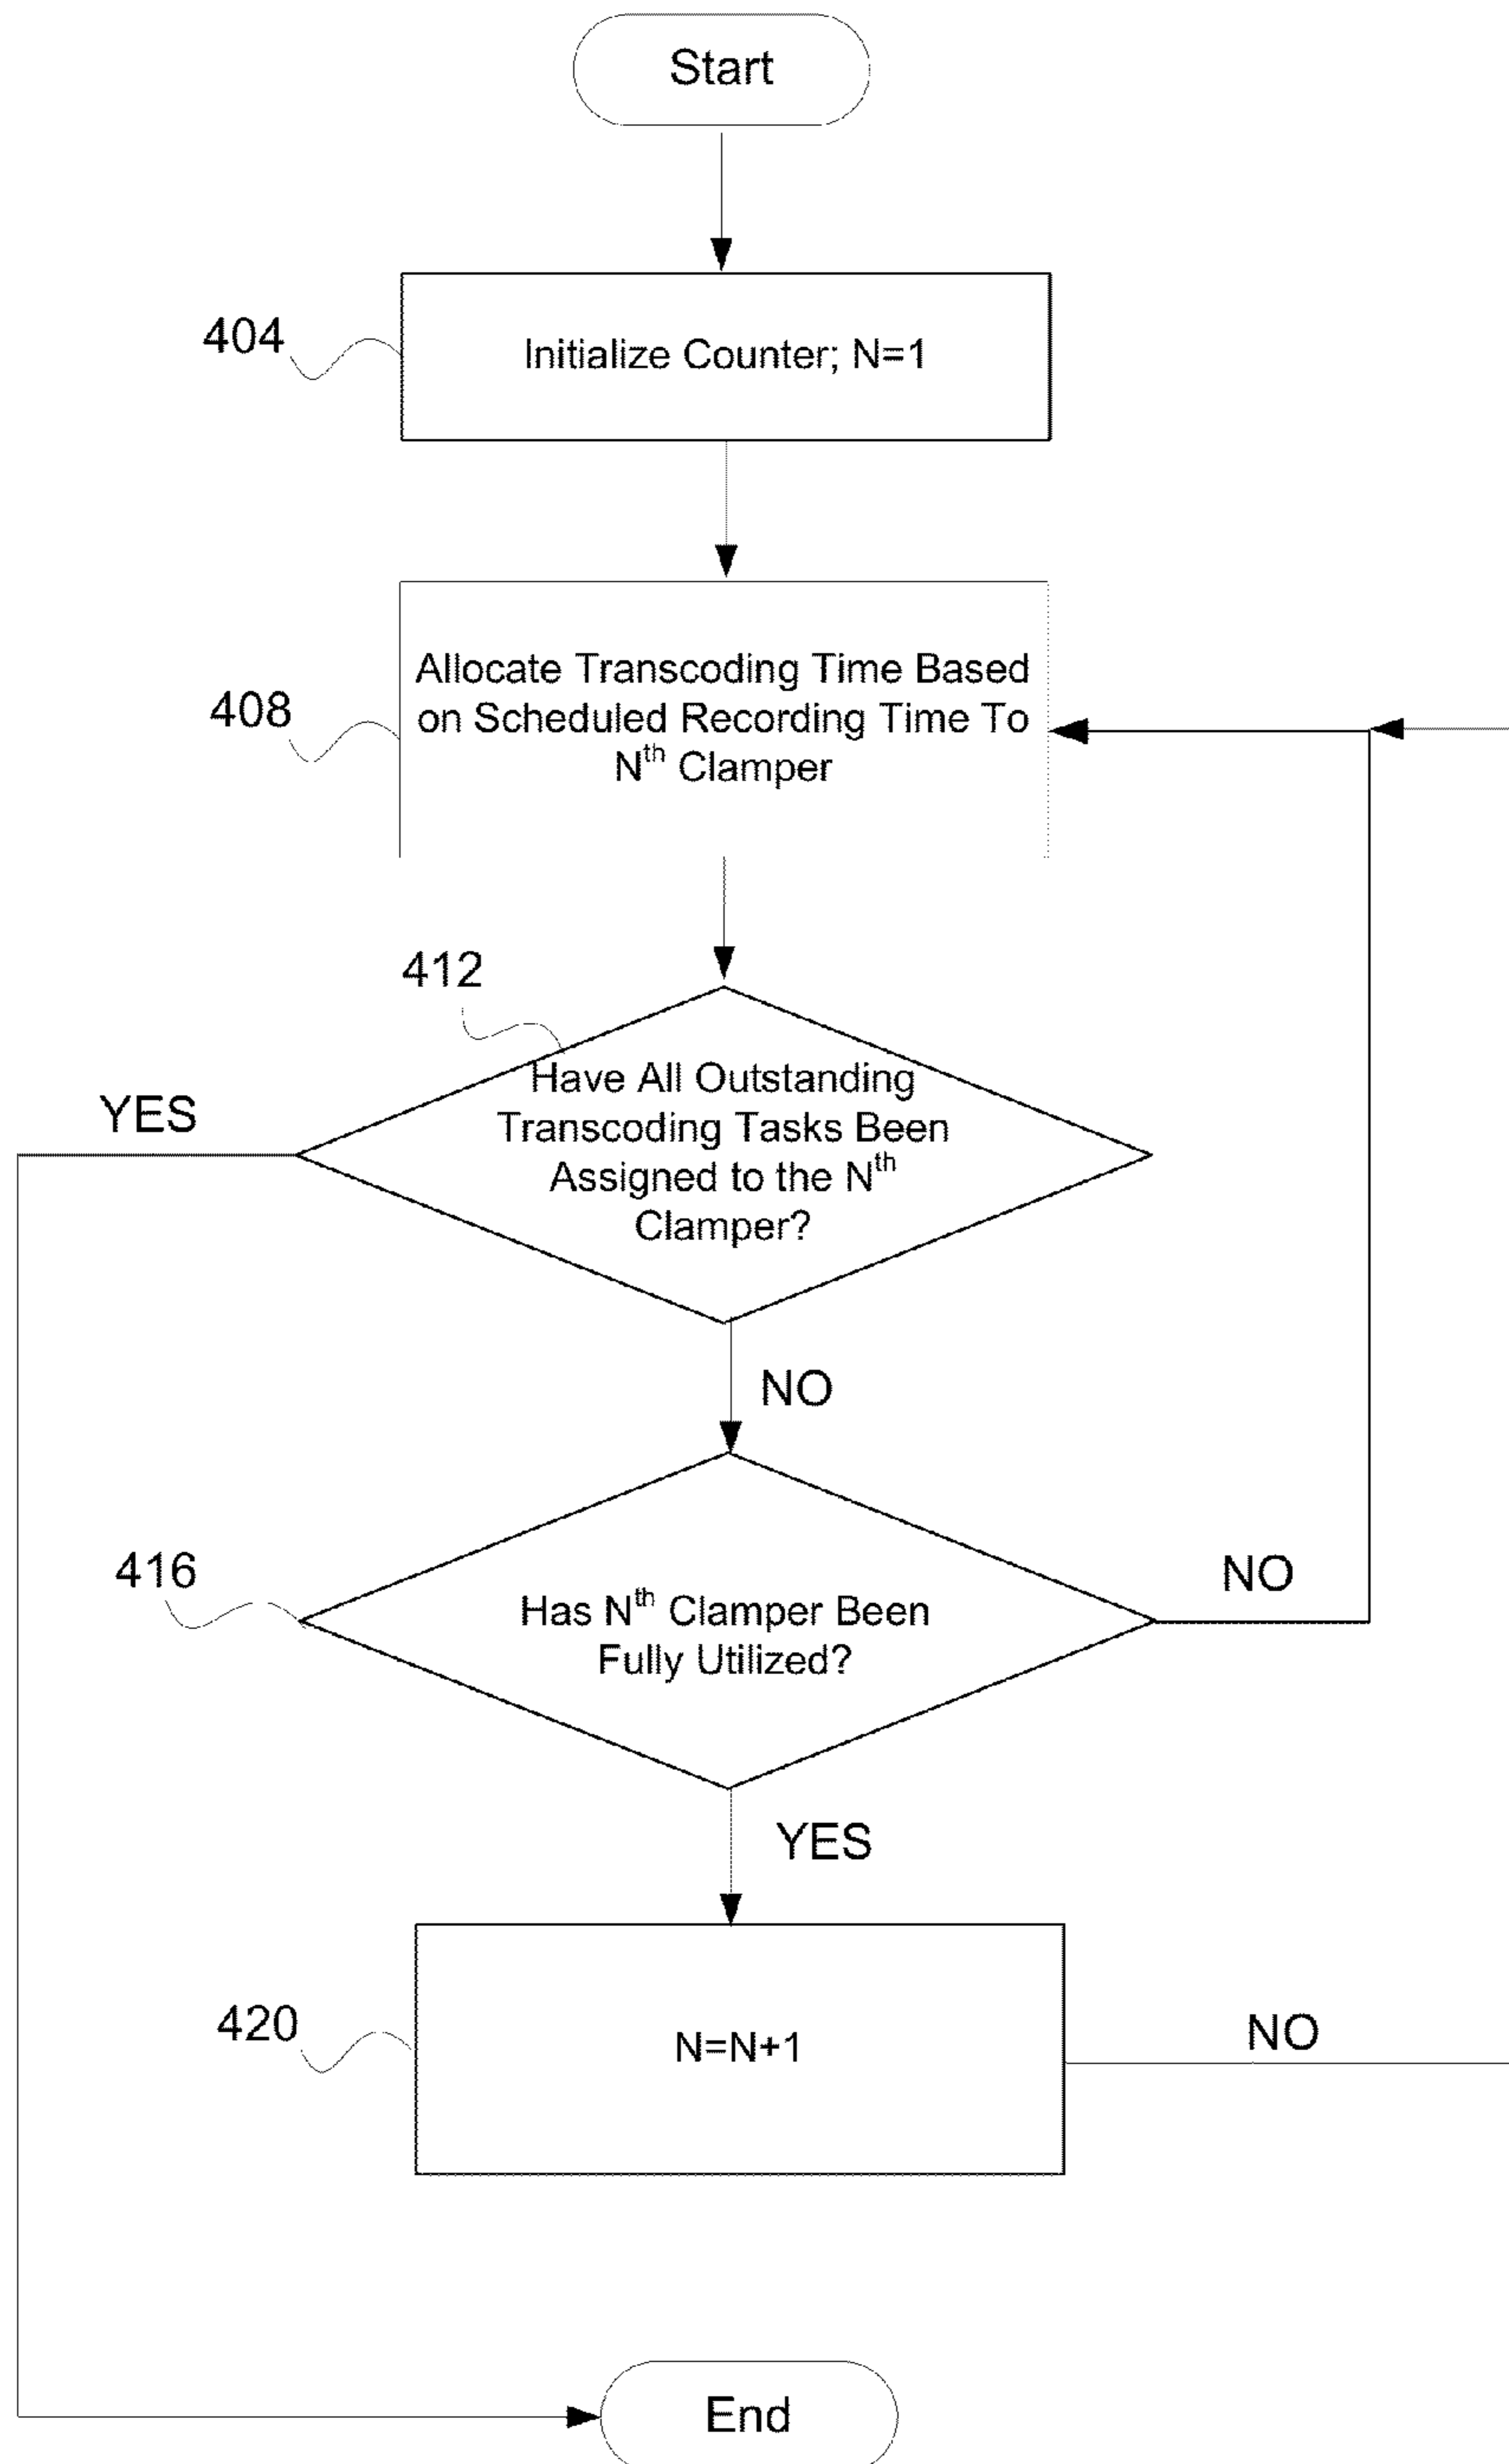 Start
404
Initialize Counter; N=1
408
Allocate Transcoding Time Based
on Scheduled Recording Time To
Nth Clamper
412
Have All Outstanding
Transcoding Tasks Been
Assigned to the Nth
Clamper?
YES
NO
416
Has Nth Clamper Been
Fully Utilized?
NO
YES
420
N=N+1
NO
End